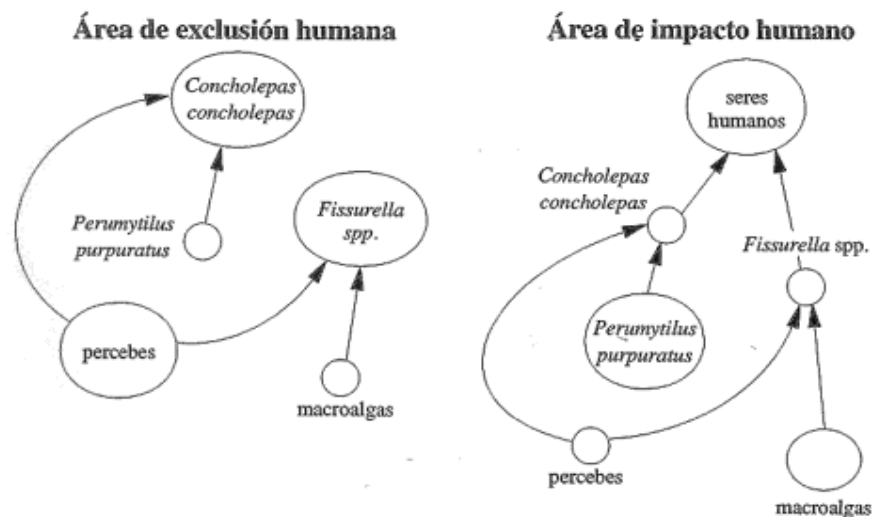 Área de exclusión humana
Concholepas
concholepas
Perumytilus
purpuratus
Fissurella
spp.
percebes
macroalgas
Área de impacto humano
seres
humanos
Concholepas
concholepas
Fissurella spp.
Perumytilus
purpuratus
percebes
macroalgas